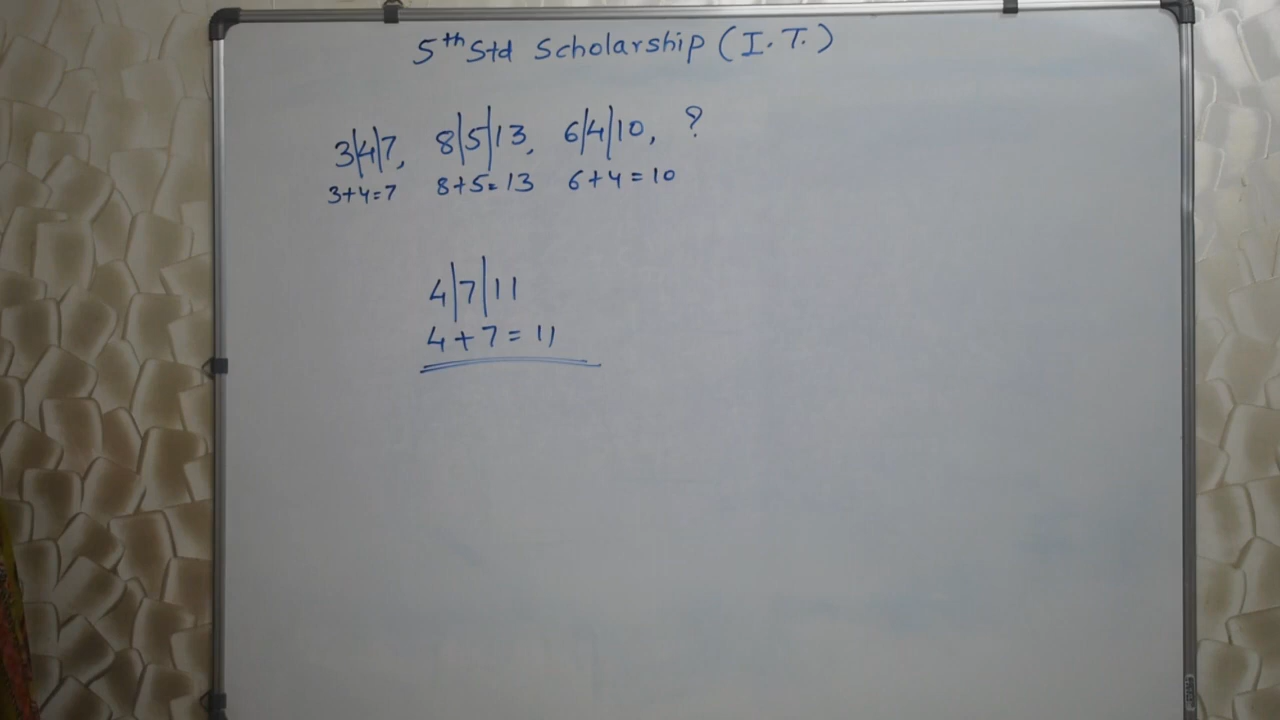 5th Std Scholarship (I.T.)
3|4|7, 8|5|13, 6|4|10, ?
3+4=7 8+5=13 6+4=10
4|7|11
4+7=11